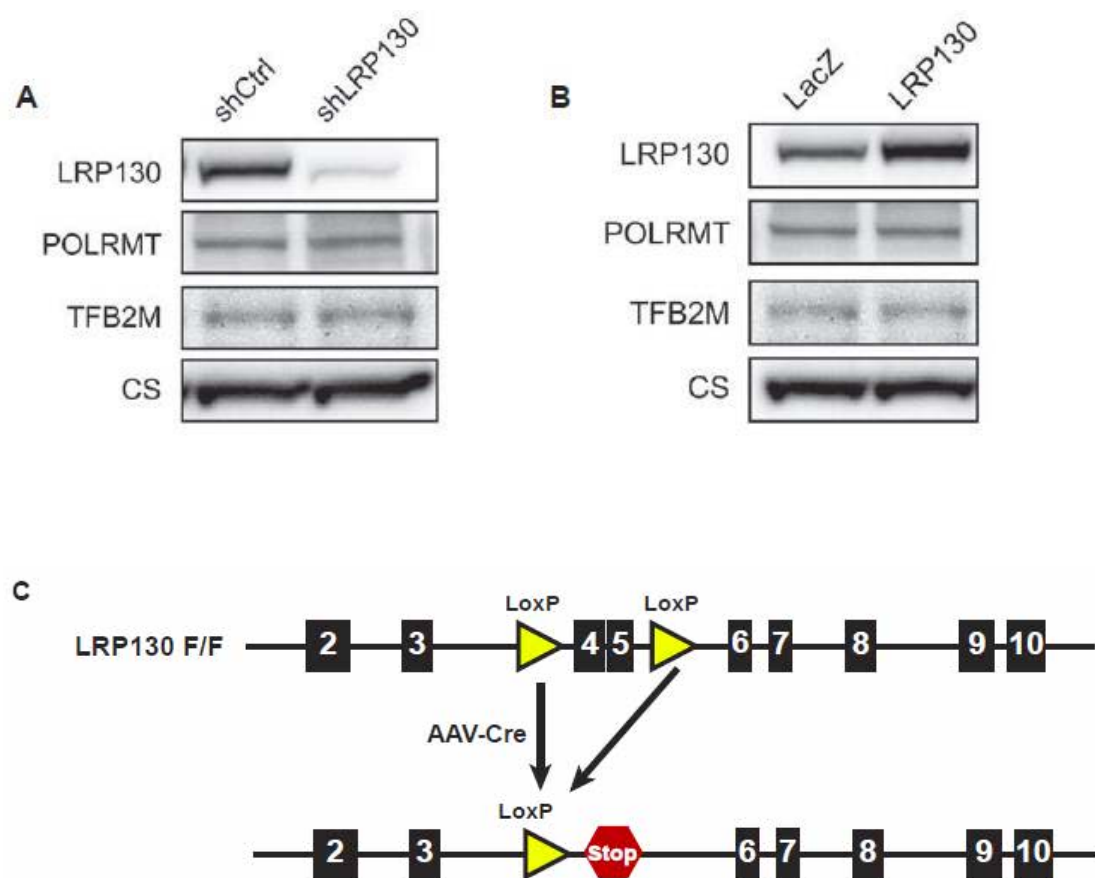 A
shCtrl shLRP130
LRP130
POLRMT
TFB2M
CS
B
LacZ LRP130
LRP130
POLRMT
TFB2M
CS
C
LoxP LoxP
LRP130 F/F 2 3 4 5 6 7 8 9 10
AAV-Cre
LoxP
2 3 Stop 6 7 8 9 10